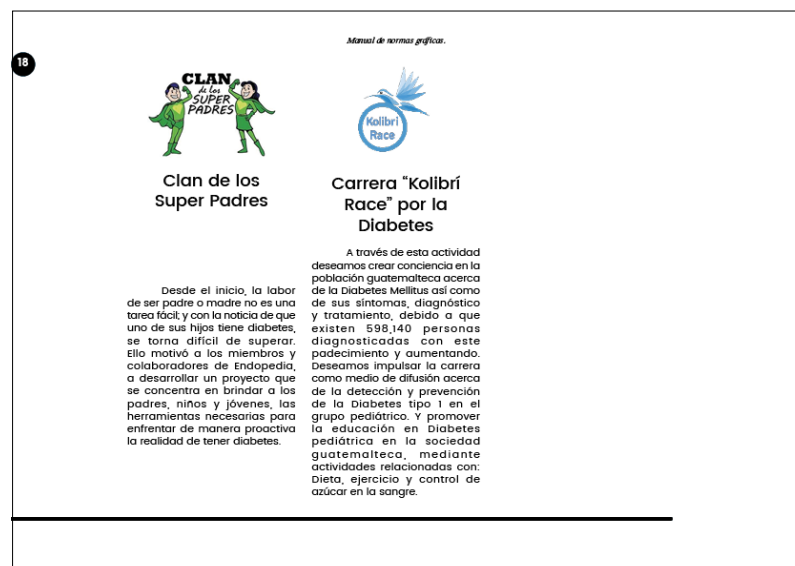 Manual de normas gráficas.
18
CLAN
de los
SUPER
PADRES
Clan de los
Super Padres
Desde el inicio, la labor
de ser padre o madre no es una
tarea fácil; y con la noticia de que
uno de sus hijos tiene diabetes,
se torna difícil de superar.
Ello motivó a los miembros y
colaboradores de Endopedia,
a desarrollar un proyecto que
se concentra en brindar a los
padres, niños y jóvenes, las
herramientas necesarias para
enfrentar de manera proactiva
la realidad de tener diabetes.
Kolibri
Race
Carrera “Kolibrí
Race” por la
Diabetes
A través de esta actividad
deseamos crear conciencia en la
población guatemalteca acerca
de la Diabetes Mellitus así como
de sus síntomas, diagnóstico
y tratamiento, debido a que
existen 598,140 personas
diagnosticadas con este
padecimiento y aumentando.
Deseamos impulsar la carrera
como medio de difusión acerca
de la detección y prevención
de la Diabetes tipo 1 en el
grupo pediátrico. Y promover
la educación en Diabetes
pediátrica en la sociedad
guatemalteca, mediante
actividades relacionadas con:
Dieta, ejercicio y control de
azúcar en la sangre.